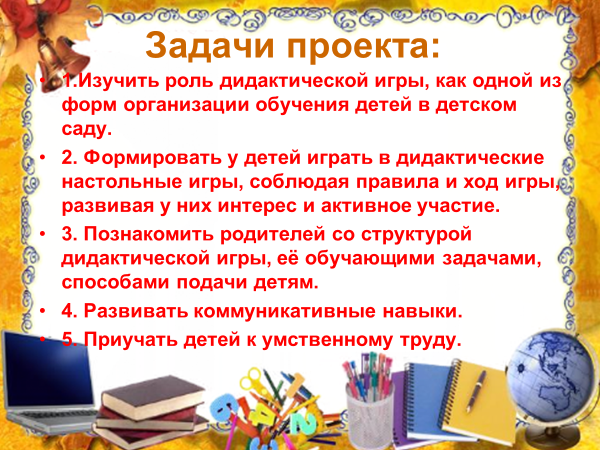 Задачи проекта:
• 1.Изучить роль дидактической игры, как одной из
форм организации обучения детей в детском
саду.
• 2. Формировать у детей играть в дидактические
настольные игры, соблюдая правила и ход игры,
развивая у них интерес и активное участие.
• 3. Познакомить родителей со структурой
дидактической игры, её обучающими задачами,
способами подачи детям.
• 4. Развивать коммуникативные навыки.
• 5. Приучать детей к умственному труду.